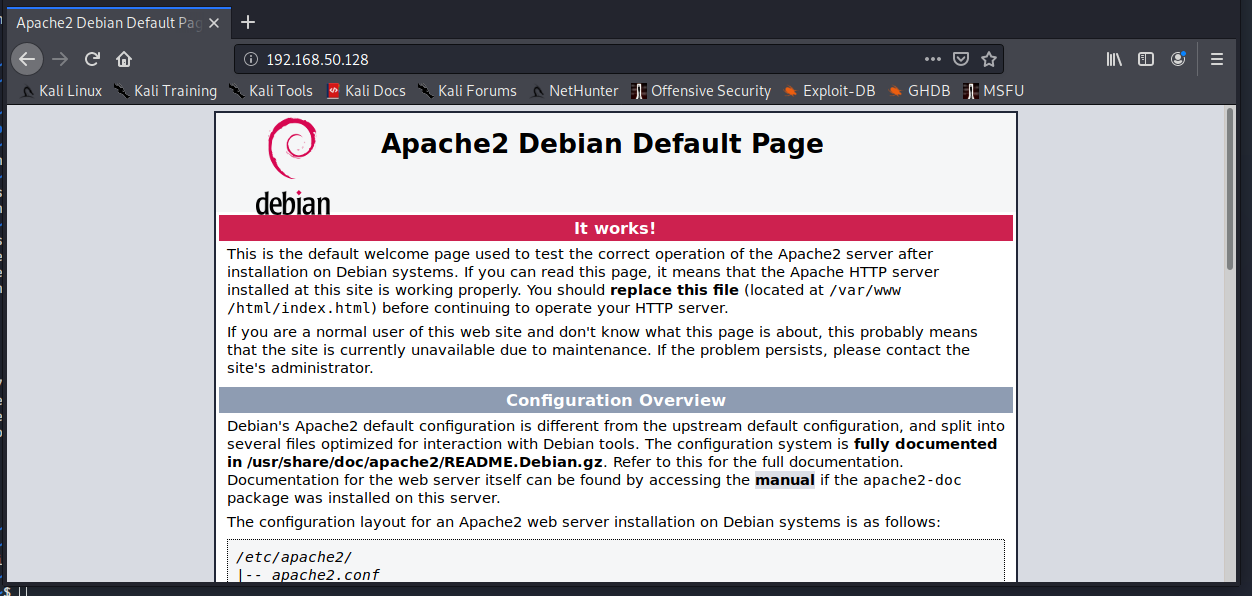 Apache2 Debian Default Pag
192.168.50.128
Kali Linux Kali Training Kali Tools Kali Docs Kali Forums NetHunter Offensive Security Exploit-DB GHDB MSFU
debian
Apache2 Debian Default Page
It works!
This is the default welcome page used to test the correct operation of the Apache2 server after
installation on Debian systems. If you can read this page, it means that the Apache HTTP server
installed at this site is working properly. You should replace this file (located at /var/www
/html/index.html) before continuing to operate your HTTP server.
If you are a normal user of this web site and don't know what this page is about, this probably means
that the site is currently unavailable due to maintenance. If the problem persists, please contact the
site's administrator.
Configuration Overview
Debian's Apache2 default configuration is different from the upstream default configuration, and split into
several files optimized for interaction with Debian tools. The configuration system is fully documented
in /usr/share/doc/apache2/README.Debian.gz. Refer to this for the full documentation.
Documentation for the web server itself can be found by accessing the manual if the apache2-doc
package was installed on this server.
The configuration layout for an Apache2 web server installation on Debian systems is as follows:
/etc/apache2/
|-- apache2.conf
$